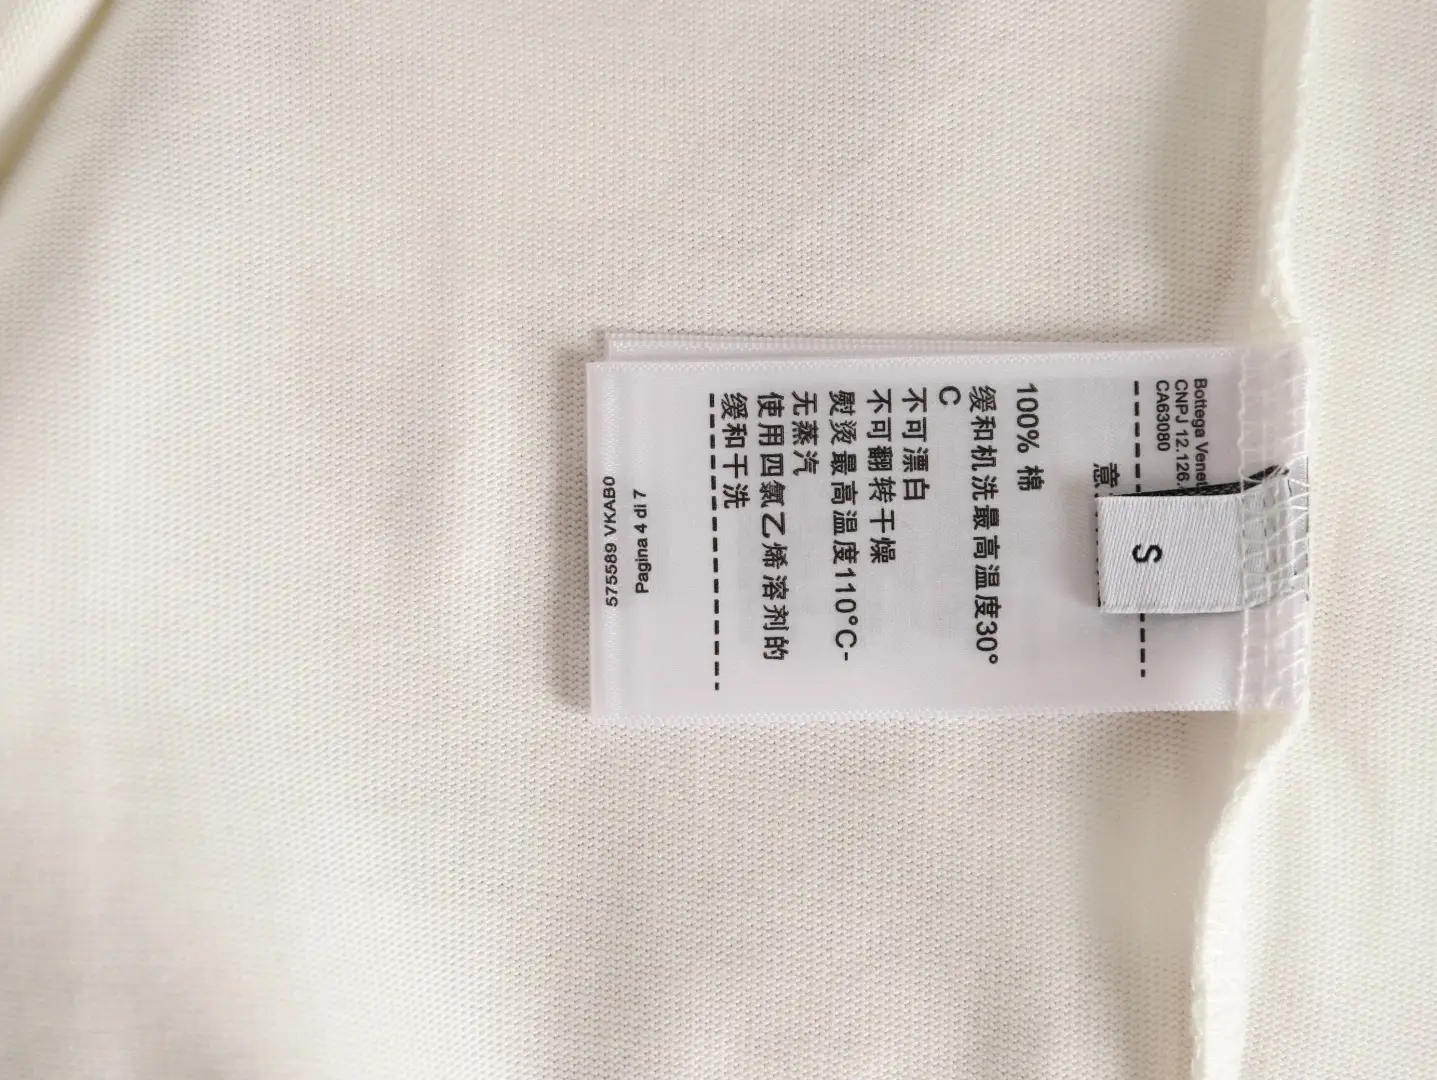 Bottega Venet
CNPJ 12.126.
CA63080
意
S
100% 棉
缓和机洗最高温度30°
C
不可漂白
不可翻转干燥
熨烫最高温度110°C-
无蒸汽
使用四氯乙烯溶剂的
缓和干洗
Pagina 4 di 7
575589 VKAB0